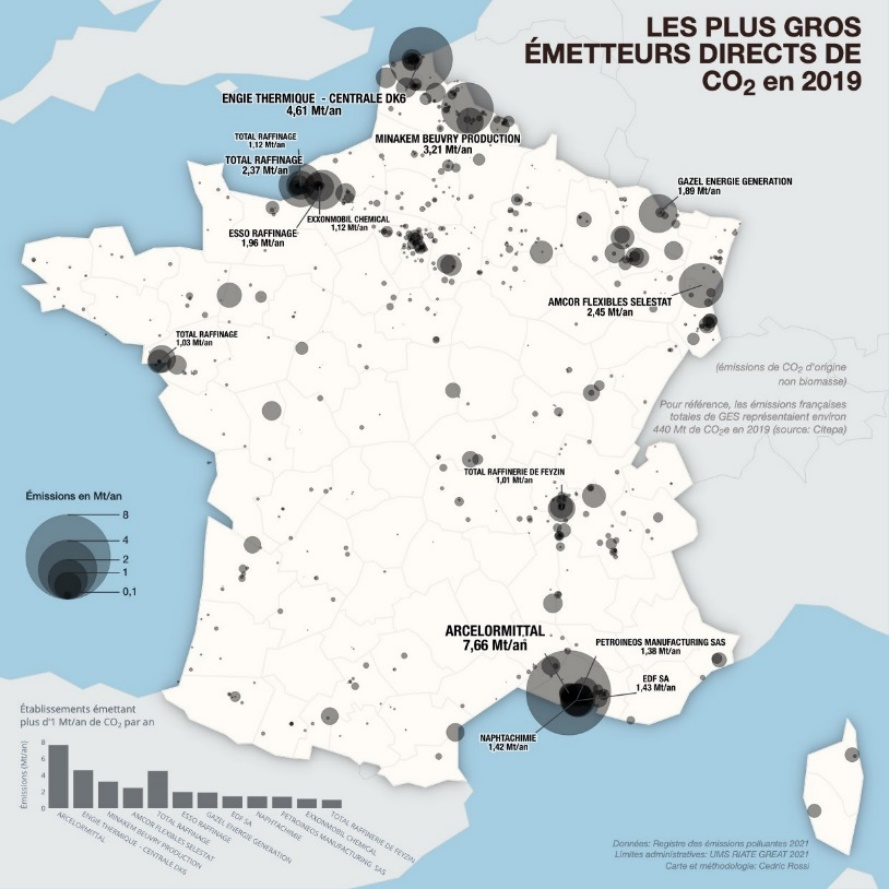 LES PLUS GROS
ÉMETTEURS DIRECTS DE
CO2 en 2019
ENGIE THERMIQUE - CENTRALE DK6
4,61 Mt/an
MINAKEM BEUVRY PRODUCTION
3,21 Mt/an
TOTAL RAFFINAGE
1,12 Mt/an
TOTAL RAFFINAGE
2,37 Mt/an
GAZEL ENERGIE GENERATION
1,89 Mt/an
EXXONMOBIL CHEMICAL
1,12 Mt/an
ESSO RAFFINAGE
1,96 Mt/an
AMCOR FLEXIBLES SELESTAT
2,45 Mt/an
TOTAL RAFFINAGE
1,03 Mt/an
(émissions de CO2 d'origine
non biomasse)
Pour référence, les émissions françaises
totales de GES représentaient environ
440 Mt de CO2e en 2019 (source: Citepa)
TOTAL RAFFINERIE DE FEYZIN
1,01 Mt/an
Émissions en Mt/an
8
4
2
1
0,1
ARCELORMITTAL
7,66 Mt/an
PETROINEOS MANUFACTURING SAS
1,38 Mt/an
EDF SA
1,43 Mt/an
NAPHTACHIMIE
1,42 Mt/an
Établissements émettant
plus d'1 Mt/an de CO2 par an
Émissions (Mt/an)
8
6
4
2
0
ARCELORMITTAL
ENGIE THERMIQUE - CENTRALE DK6
MINAKEM BEUVRY PRODUCTION
AMCOR FLEXIBLES SELESTAT
TOTAL RAFFINAGE
ESSO RAFFINAGE
GAZEL ENERGIE GENERATION
EDF SA
NAPHTACHIMIE
PETROINEOS MANUFACTURING SAS
EXXONMOBIL CHEMICAL
TOTAL RAFFINERIE DE FEYZIN
Données: Registre des émissions polluantes 2021
Limites administratives: UMS RIATE GREAT 2021
Carte et méthodologie: Cedric Rossi